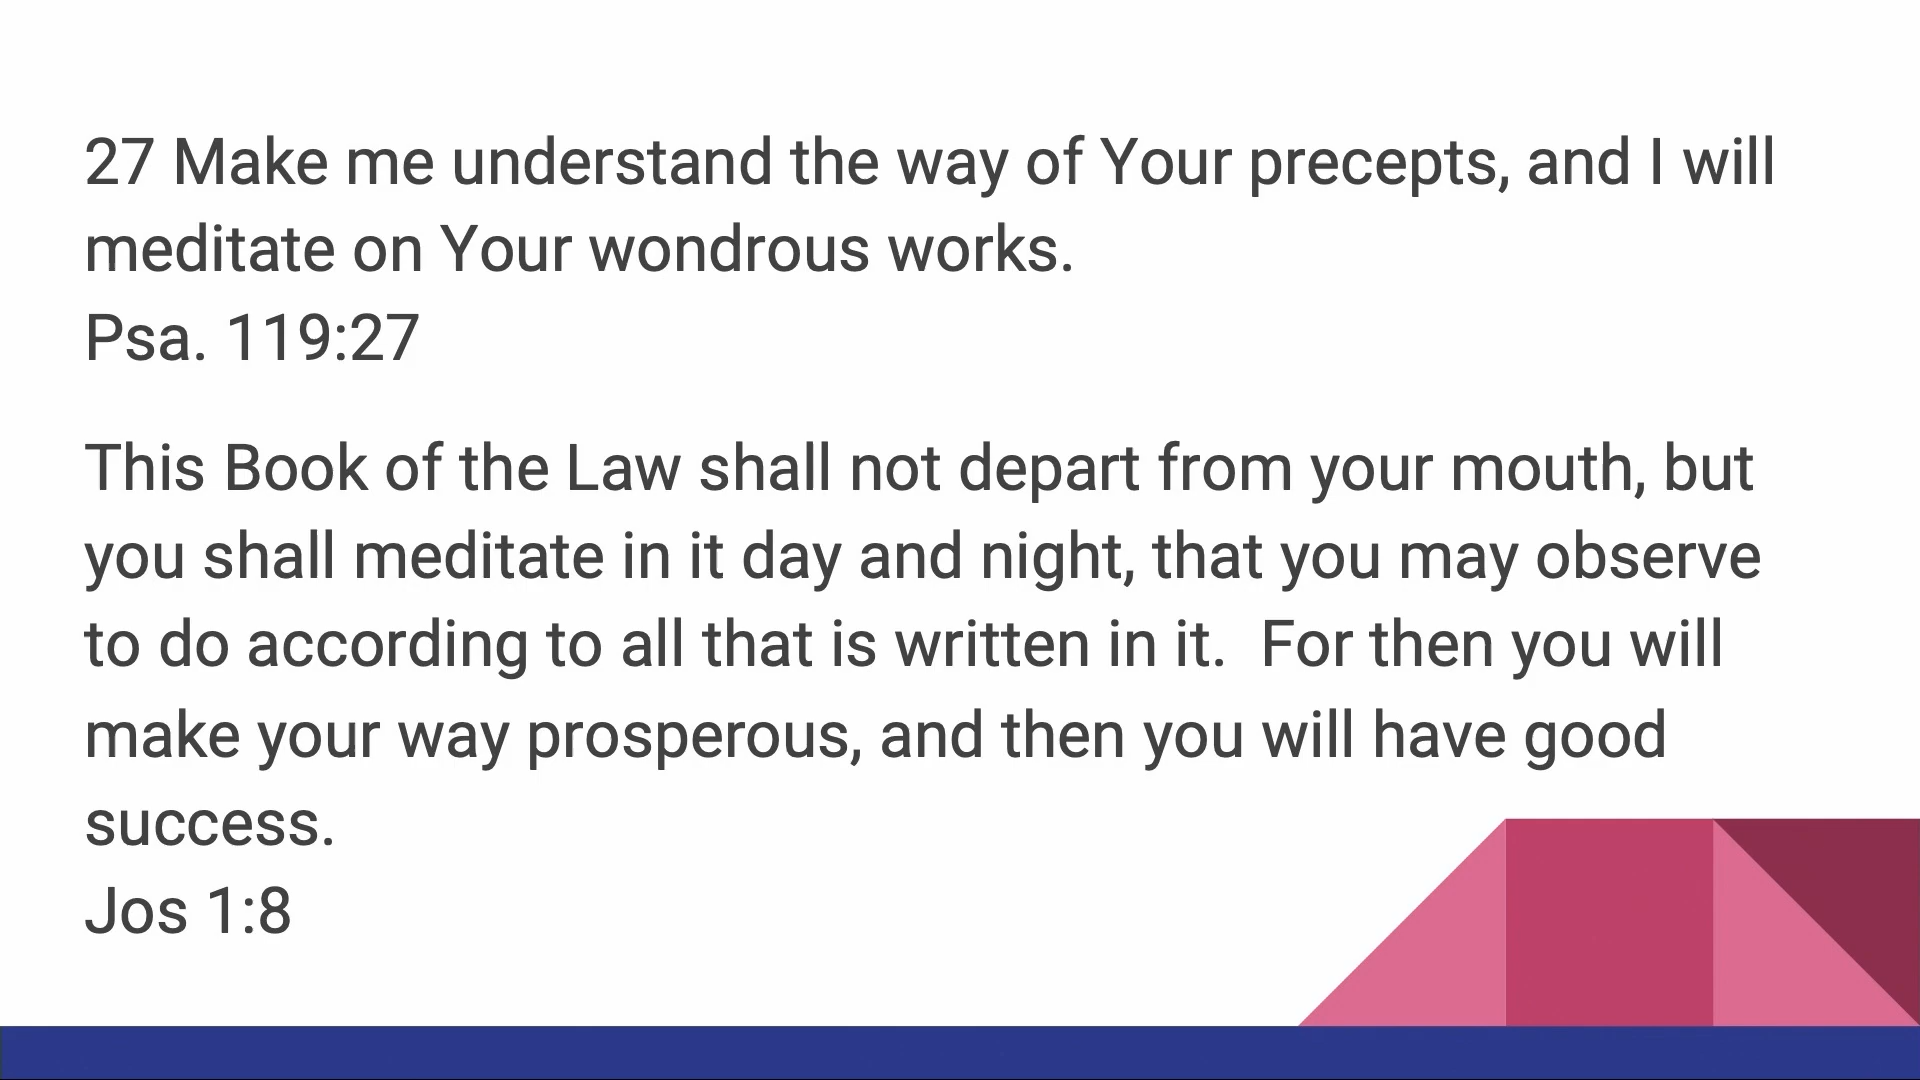 27 Make me understand the way of Your precepts, and I will
meditate on Your wondrous works.
Psa. 119:27
This Book of the Law shall not depart from your mouth, but
you shall meditate in it day and night, that you may observe
to do according to all that is written in it.  For then you will
make your way prosperous, and then you will have good
success.
Jos 1:8